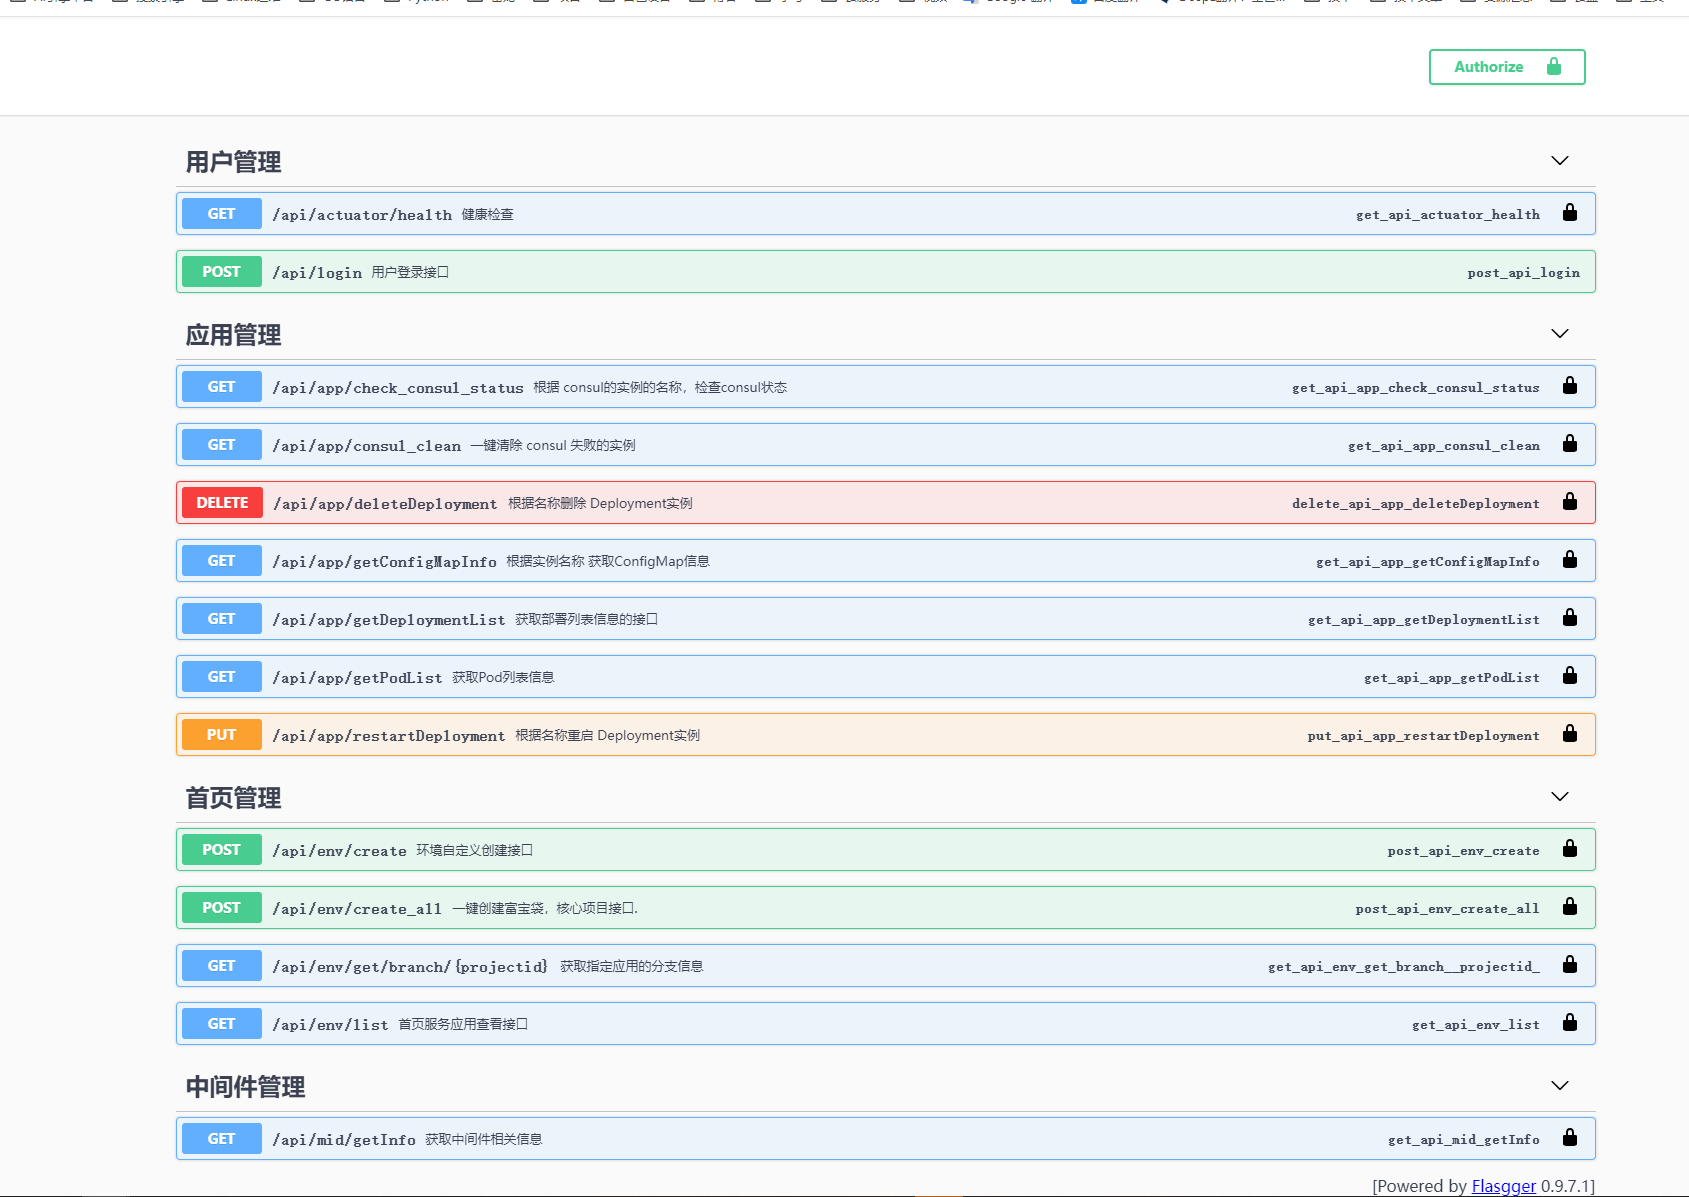 Authorize
用户管理
GET /api/actuator/health 健康检查 get_api_actuator_health
POST /api/login 用户登录接口 post_api_login
应用管理
GET /api/app/check_consul_status 根据 consul的实例的名称，检查consul状态 get_api_app_check_consul_status
GET /api/app/consul_clean 一键清除 consul 失败的实例 get_api_app_consul_clean
DELETE /api/app/deleteDeployment 根据名称删除 Deployment实例 delete_api_app_deleteDeployment
GET /api/app/getConfigMapInfo 根据实例名称 获取ConfigMap信息 get_api_app_getConfigMapInfo
GET /api/app/getDeploymentList 获取部署列表信息的接口 get_api_app_getDeploymentList
GET /api/app/getPodList 获取Pod列表信息 get_api_app_getPodList
PUT /api/app/restartDeployment 根据名称重启 Deployment实例 put_api_app_restartDeployment
首页管理
POST /api/env/create 环境自定义创建接口 post_api_env_create
POST /api/env/create_all 一键创建富宝袋，核心项目接口. post_api_env_create_all
GET /api/env/get/branch/{projectid} 获取指定应用的分支信息 get_api_env_get_branch__projectid_
GET /api/env/list 首页服务应用查看接口 get_api_env_list
中间件管理
GET /api/mid/getInfo 获取中间件相关信息 get_api_mid_getInfo
[Powered by Flasgger 0.9.7.1]